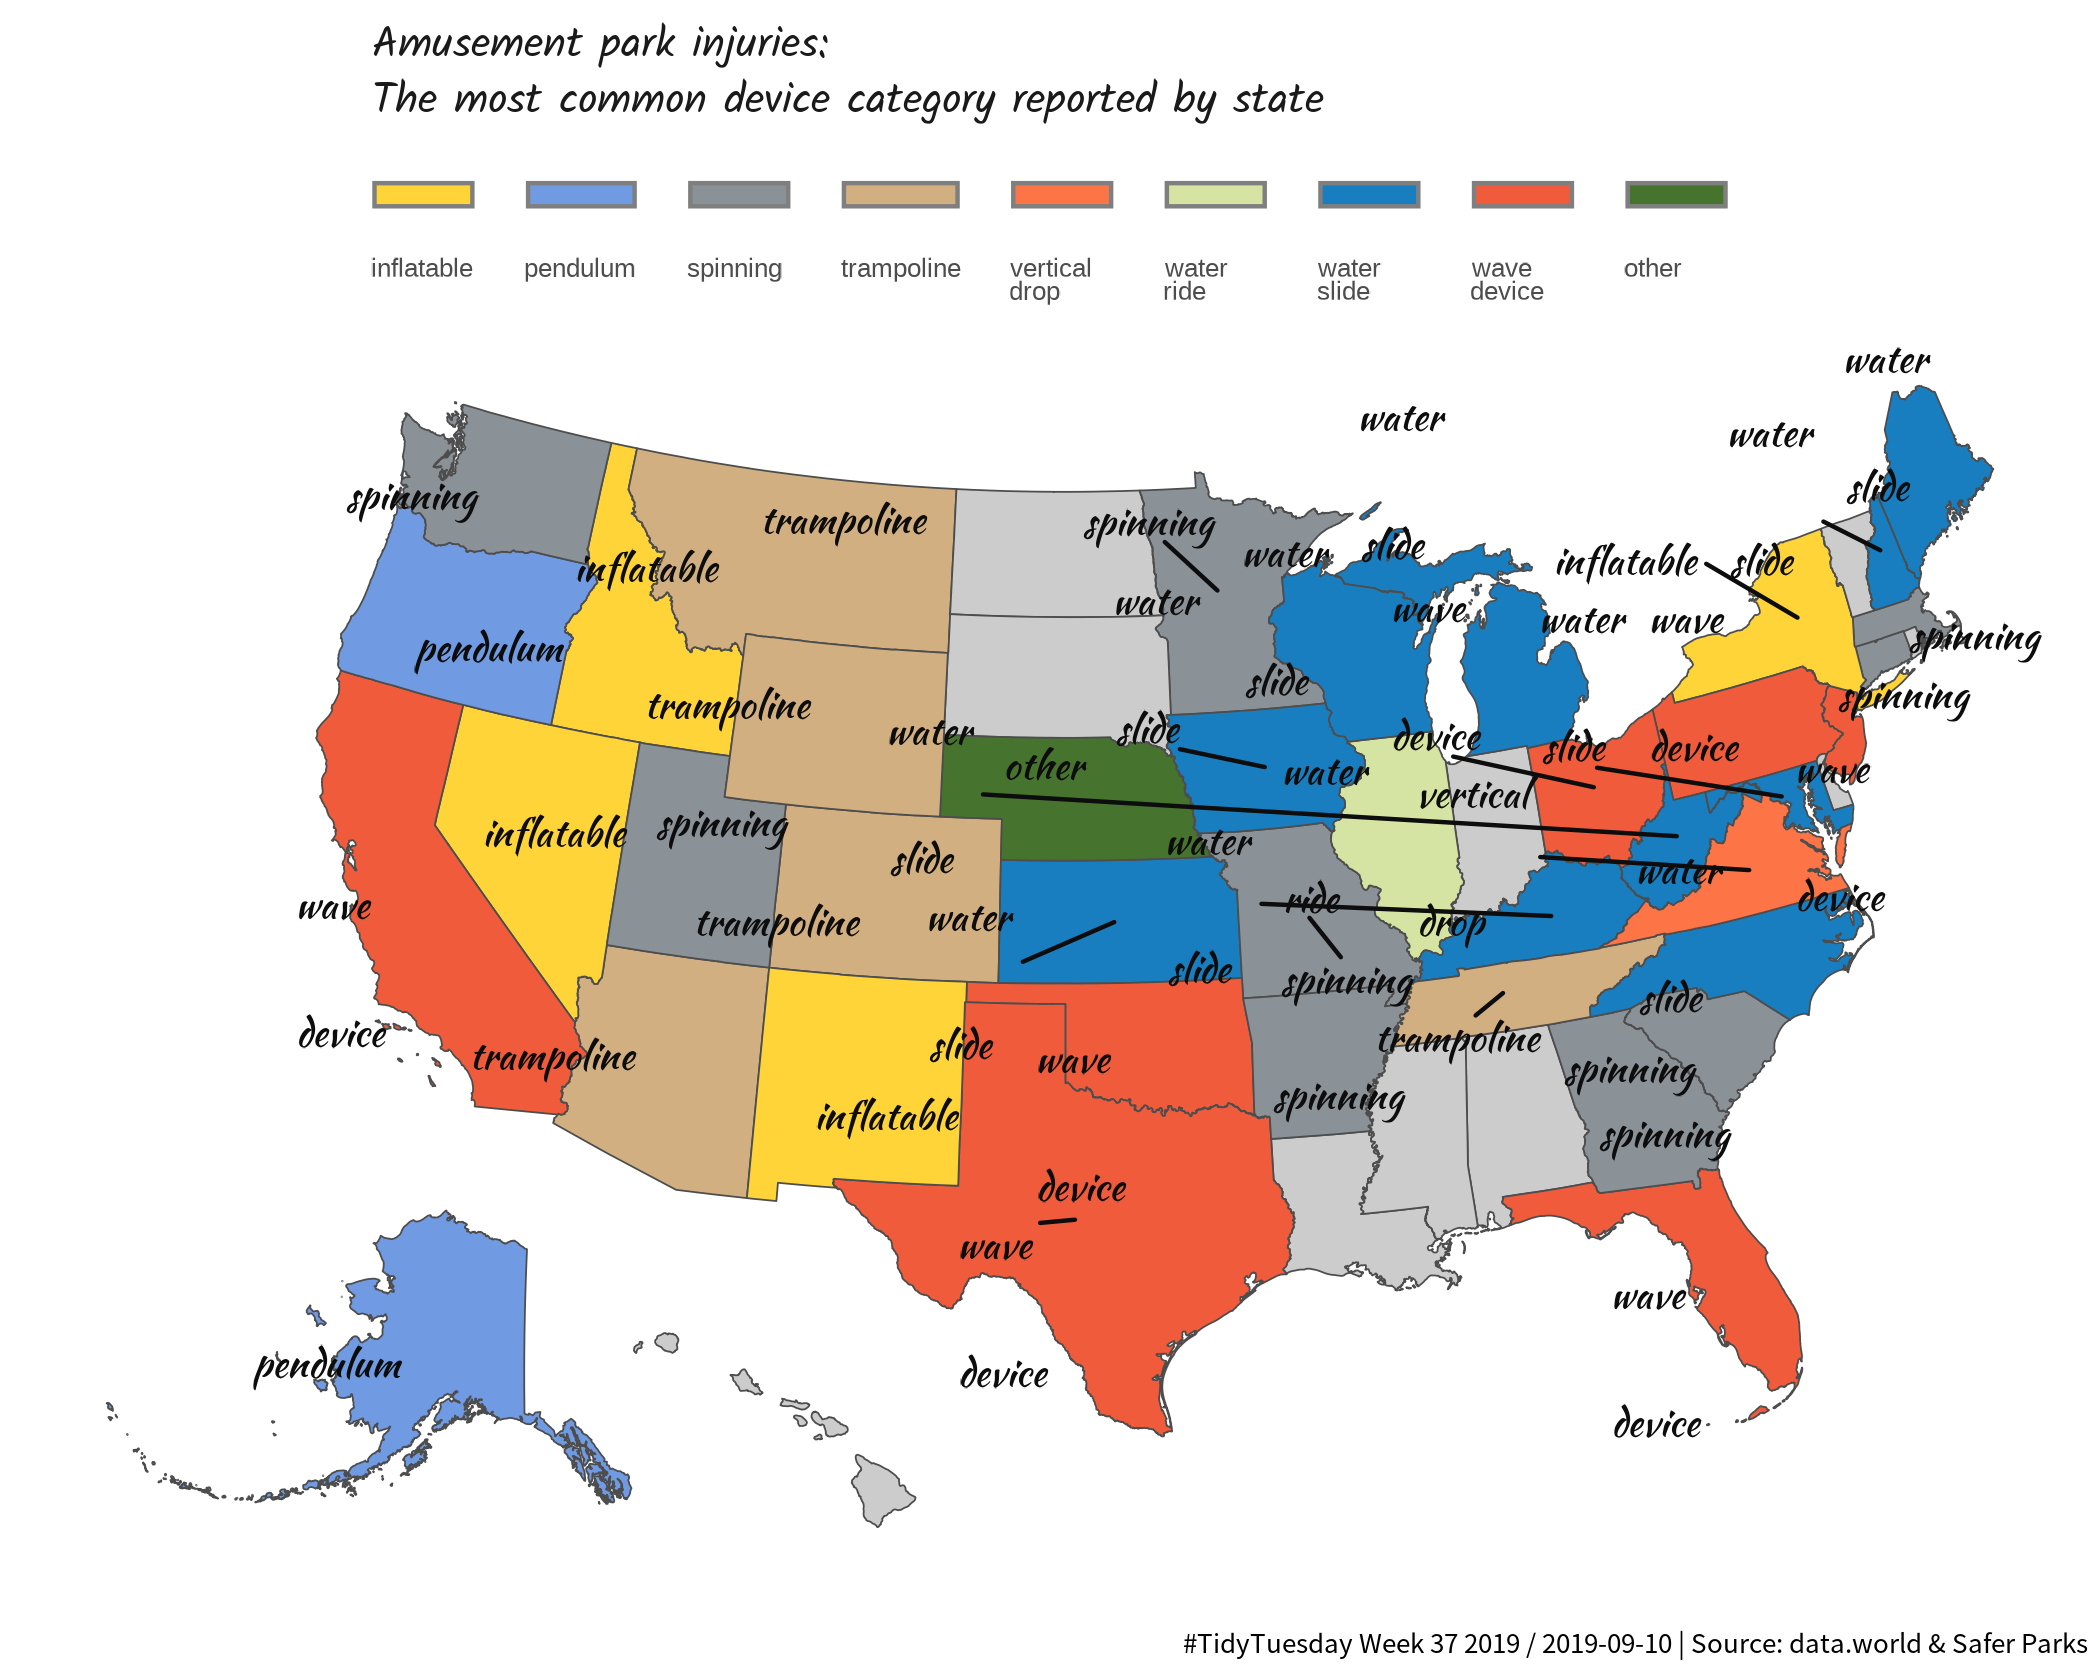 Amusement park injuries:
The most common device category reported by state
inflatable
pendulum
spinning
trampoline
vertical
drop
water
ride
water
slide
wave
device
other
water
water
water
slide
spinning
trampoline
spinning
water
slide
inflatable
slide
inflatable
water
wave
water
wave
spinning
pendulum
slide
spinning
trampoline
water
slide
device
slide
device
other
water
wave
vertical
inflatable
spinning
water
slide
water
wave
ride
device
trampoline
water
drop
slide
spinning
slide
device
slide
wave
trampoline
trampoline
spinning
spinning
inflatable
spinning
device
wave
wave
pendulum
device
device
#TidyTuesday Week 37 2019 / 2019-09-10 | Source: data.world & Safer Parks